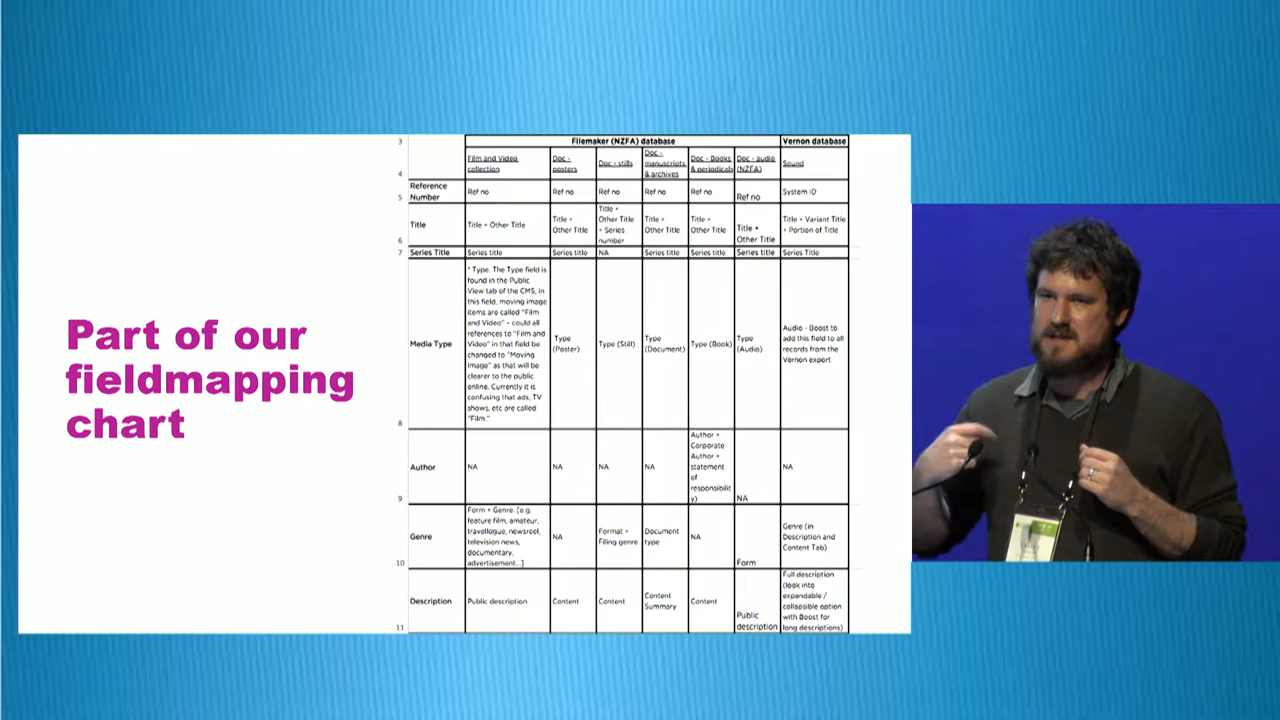 Part of our
fieldmapping
chart
3
Filemaker (NZFA) database
Vernon database
4
Film and Video
collection
Doc -
posters
Doc - stills
Doc -
manuscripts
& archives
Doc - Books
& periodicals
Doc - audio
(NZFA)
Sound
5
Reference
Number
Ref no
Ref no
Ref no
Ref no
Ref no
Ref no
System ID
6
Title
Title + Other Title
Title +
Other Title
Title +
Other Title
+ Series
number
Title +
Other Title
Title +
Other Title
Title +
Other Title
Title + Variant Title
+ Portion of Title
7
Series Title
Series title
Series title
NA
Series title
Series title
Series title
Series Title
8
Media Type
* Type. The Type field is
found in the Public
View tab of the CMS, in
this field, moving image
items are called "Film
and Video" - could all
references to "Film and
Video" in that field be
changed to "Moving
Image" as that will be
clearer to the public
online. Currently it is
confusing that ads, TV
shows, etc are called
"Film."
Type
(Poster)
Type (Still)
Type
(Document)
Type (Book)
Type
(Audio)
Audio - Boost to
add this field to all
records from the
Vernon export
9
Author
NA
NA
NA
NA
Author +
Corporate
Author +
statement
of
responsibilit
y)
NA
NA
10
Genre
Form + Genre. [e.g.
feature film, amateur,
travellogue, newsreel,
television news,
documentary,
advertisement...]
NA
Format +
Filing genre
Document
type
NA
Form
Genre (in
Description and
Content Tab)
11
Description
Public description
Content
Content
Content
Summary
Content
Public
description
Full description
(look into
expandable /
collapsible option
with Boost for
long descriptions)